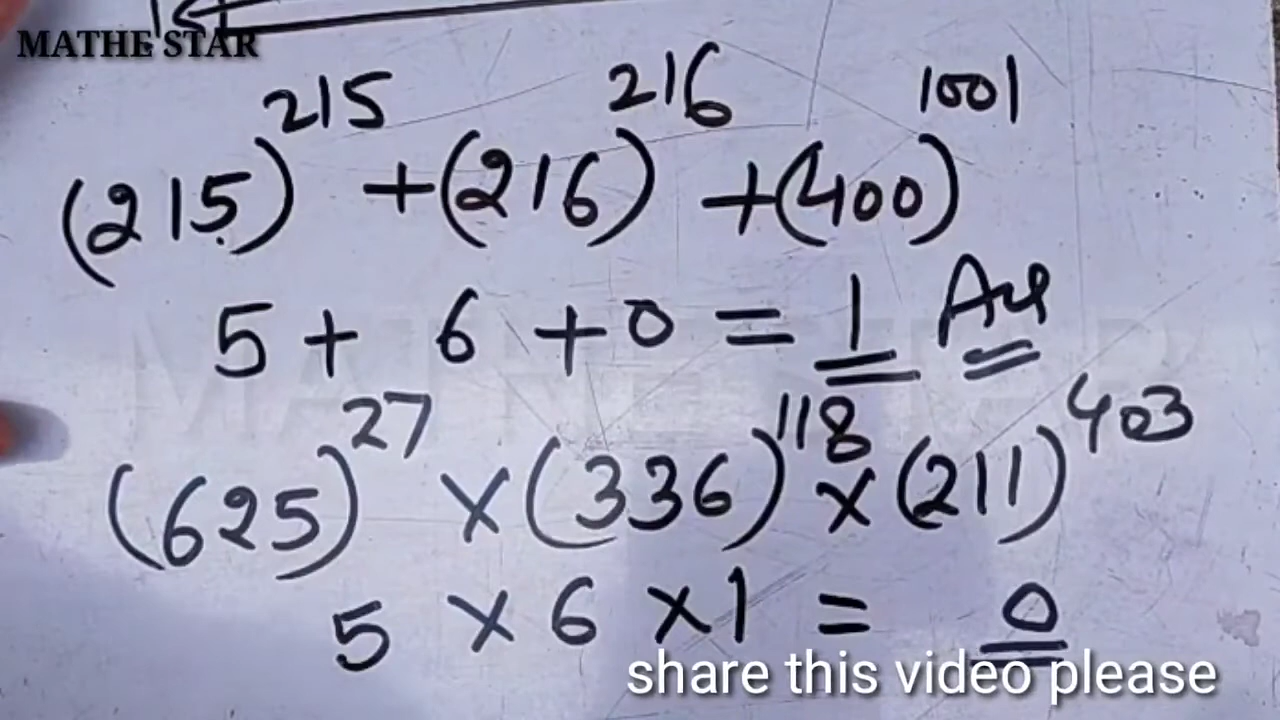 MATHE STAR
(215)^215 + (216)^216 + (400)^1001
5 + 6 + 0 = 1 Ans
(625)^27 × (336)^118 × (211)^403
5 × 6 × 1 = 0
share this video please